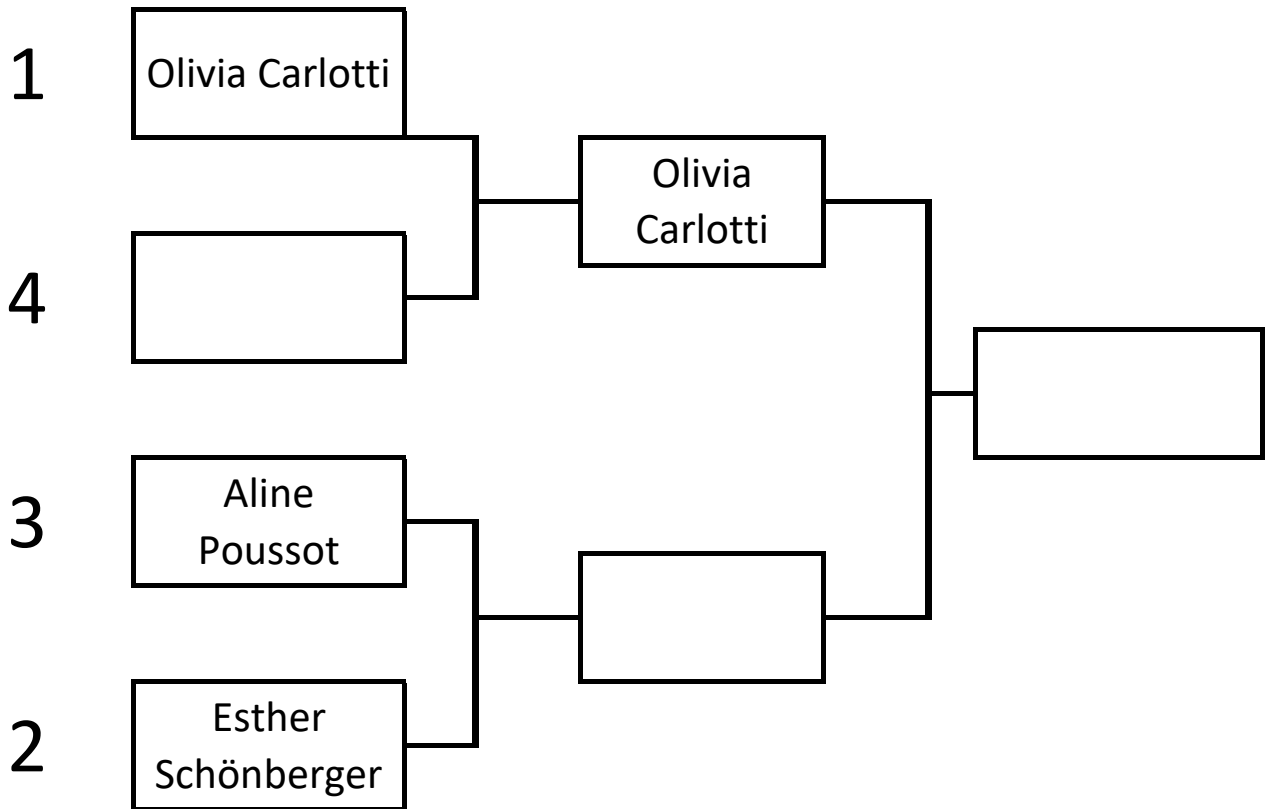 1
Olivia Carlotti
Olivia
Carlotti
4
3
Aline
Poussot
2
Esther
Schönberger